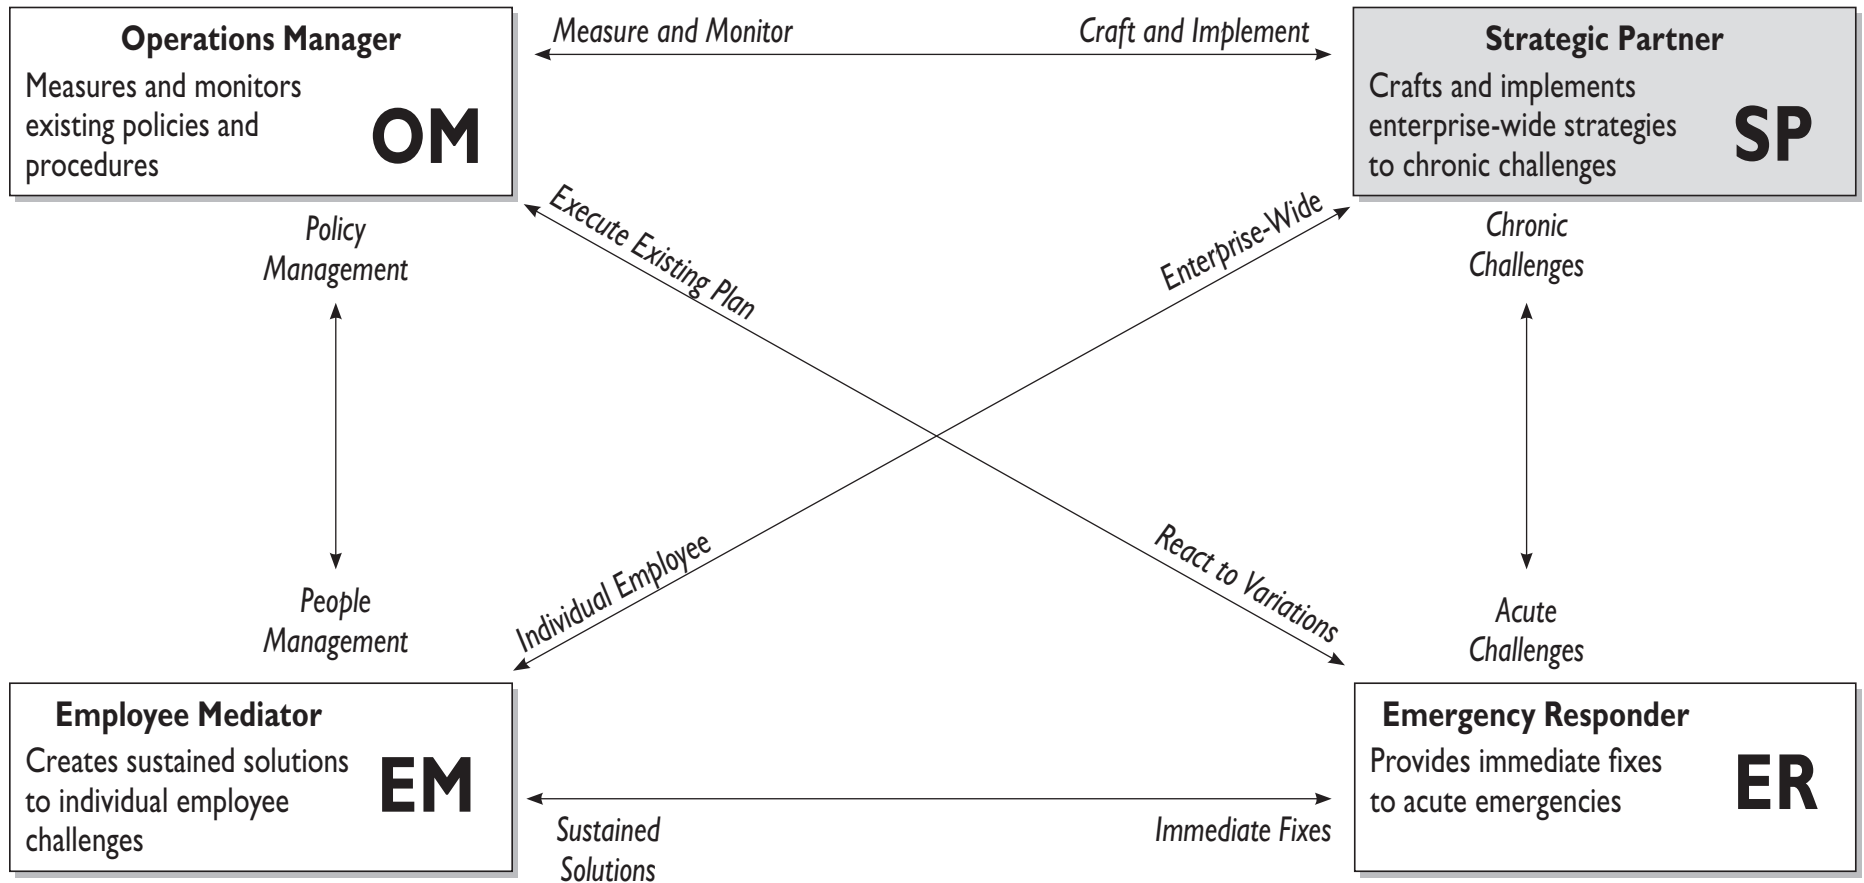 Operations Manager
Measures and monitors
existing policies and
procedures
OM
Measure and Monitor
Craft and Implement
Strategic Partner
Crafts and implements
enterprise-wide strategies
to chronic challenges
SP
Policy
Management
Execute Existing Plan
Enterprise-Wide
Chronic
Challenges
People
Management
Individual Employee
React to Variations
Acute
Challenges
Employee Mediator
Creates sustained solutions
to individual employee
challenges
EM
Sustained
Solutions
Immediate Fixes
Emergency Responder
Provides immediate fixes
to acute emergencies
ER